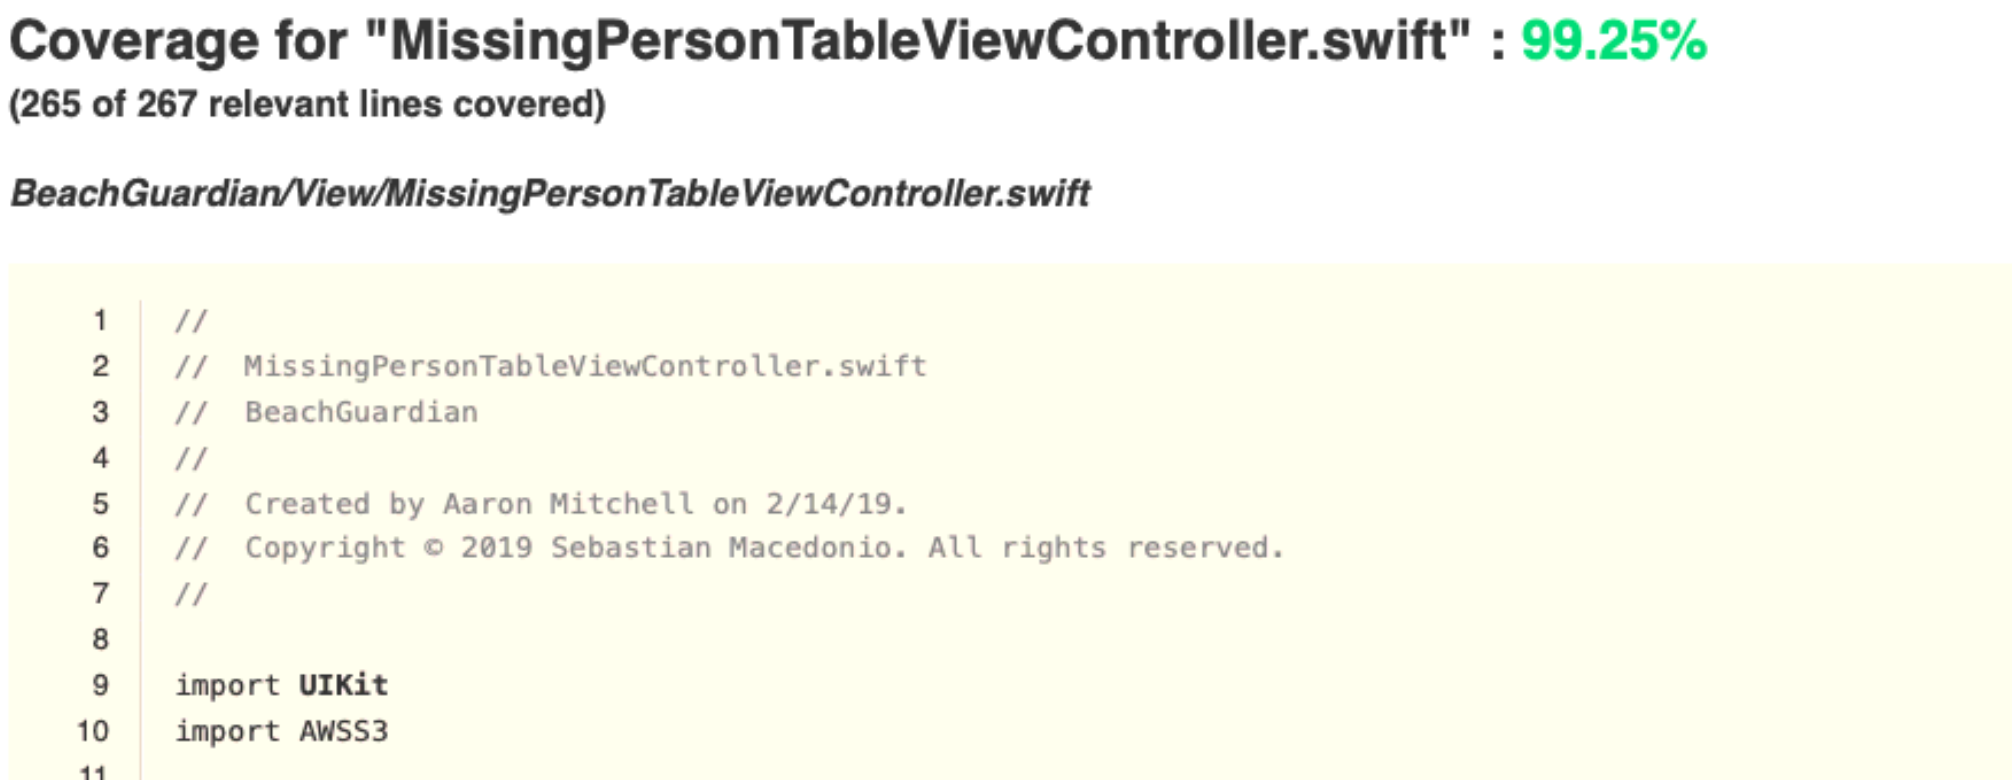 Coverage for "MissingPersonTableViewController.swift" : 99.25%
(265 of 267 relevant lines covered)
BeachGuardian/View/MissingPersonTableViewController.swift
1 //
2 // MissingPersonTableViewController.swift
3 // BeachGuardian
4 //
5 // Created by Aaron Mitchell on 2/14/19.
6 // Copyright © 2019 Sebastian Macedonio. All rights reserved.
7 //
8
9 import UIKit
10 import AWSS3
11